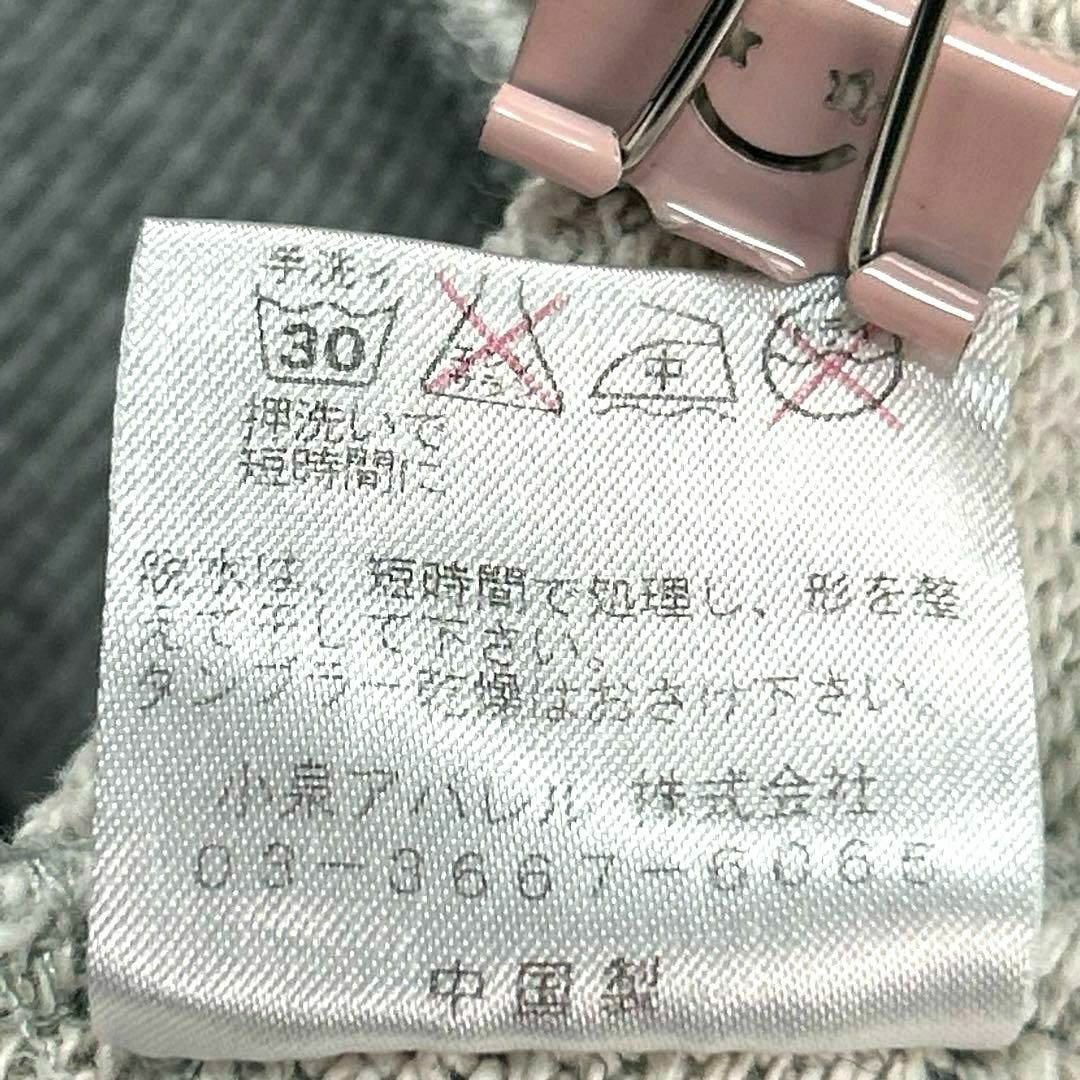 手洗イ
30
エンソ
中
押洗いで
短時間に
脱水は、短時間で処理し、形を整
えて干して下さい。
タンブラー乾燥はおさけ下さい。
小泉アパレル 株式会社
中国製